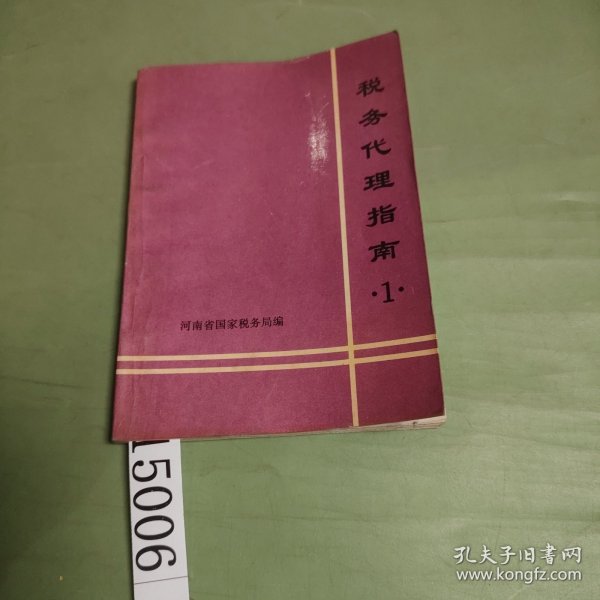 税务代理指南
·1·
河南省国家税务局编
15006
孔夫子旧书网
www.kongfz.com